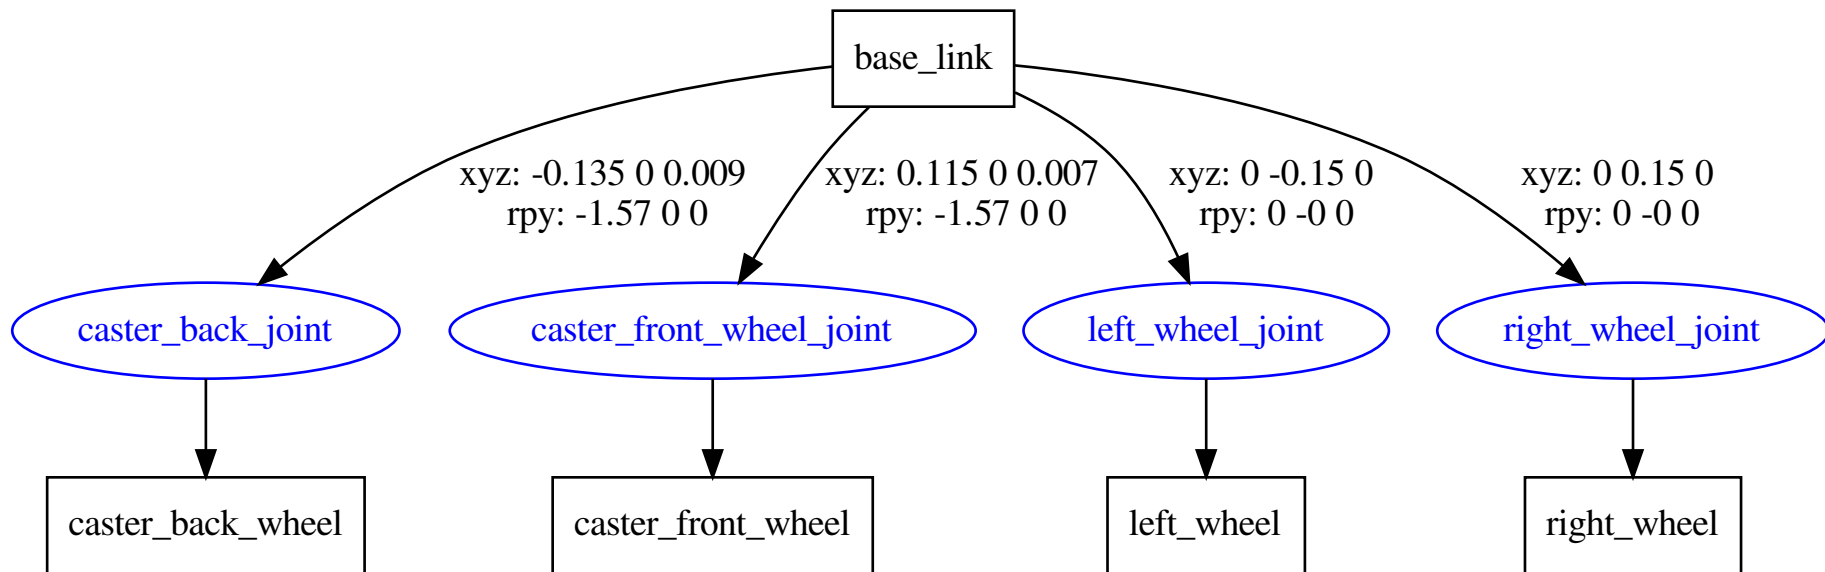 base_link
xyz: -0.135 0 0.009
rpy: -1.57 0 0
xyz: 0.115 0 0.007
rpy: -1.57 0 0
xyz: 0 -0.15 0
rpy: 0 -0 0
xyz: 0 0.15 0
rpy: 0 -0 0
caster_back_joint
caster_front_wheel_joint
left_wheel_joint
right_wheel_joint
caster_back_wheel
caster_front_wheel
left_wheel
right_wheel